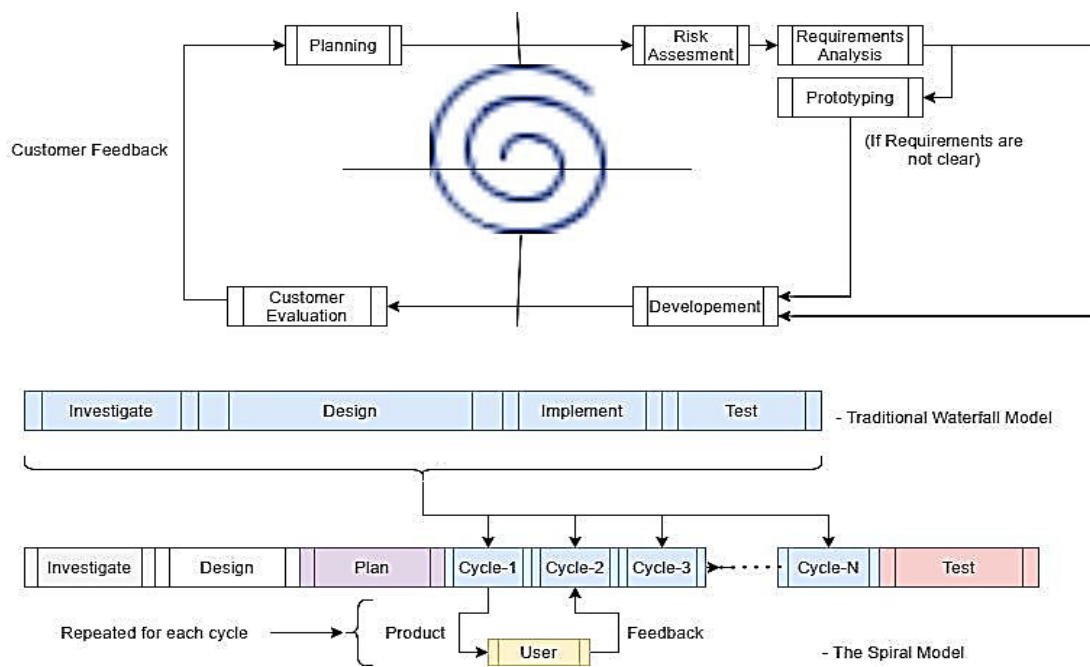 Planning
Risk
Assesment
Requirements
Analysis
Prototyping
Customer Feedback
(If Requirements are
not clear)
Customer
Evaluation
Developement
Investigate
Design
Implement
Test
- Traditional Waterfall Model
Investigate
Design
Plan
Cycle-1
Cycle-2
Cycle-3
Cycle-N
Test
Repeated for each cycle
Product
Feedback
User
- The Spiral Model